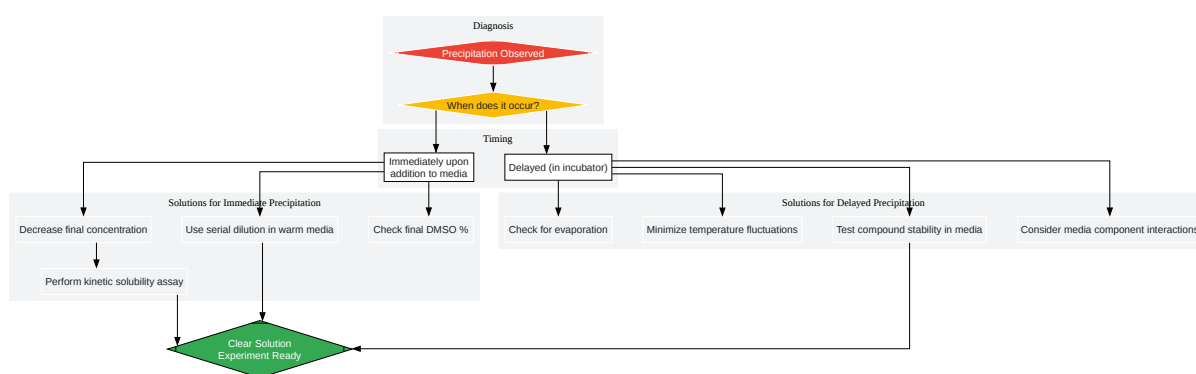 Diagnosis
Precipitation Observed
When does it occur?
Timing
Immediately upon
addition to media
Delayed (in incubator)
Solutions for Immediate Precipitation
Solutions for Delayed Precipitation
Decrease final concentration
Use serial dilution in warm media
Check final DMSO %
Check for evaporation
Minimize temperature fluctuations
Test compound stability in media
Consider media component interactions
Perform kinetic solubility assay
Clear Solution
Experiment Ready